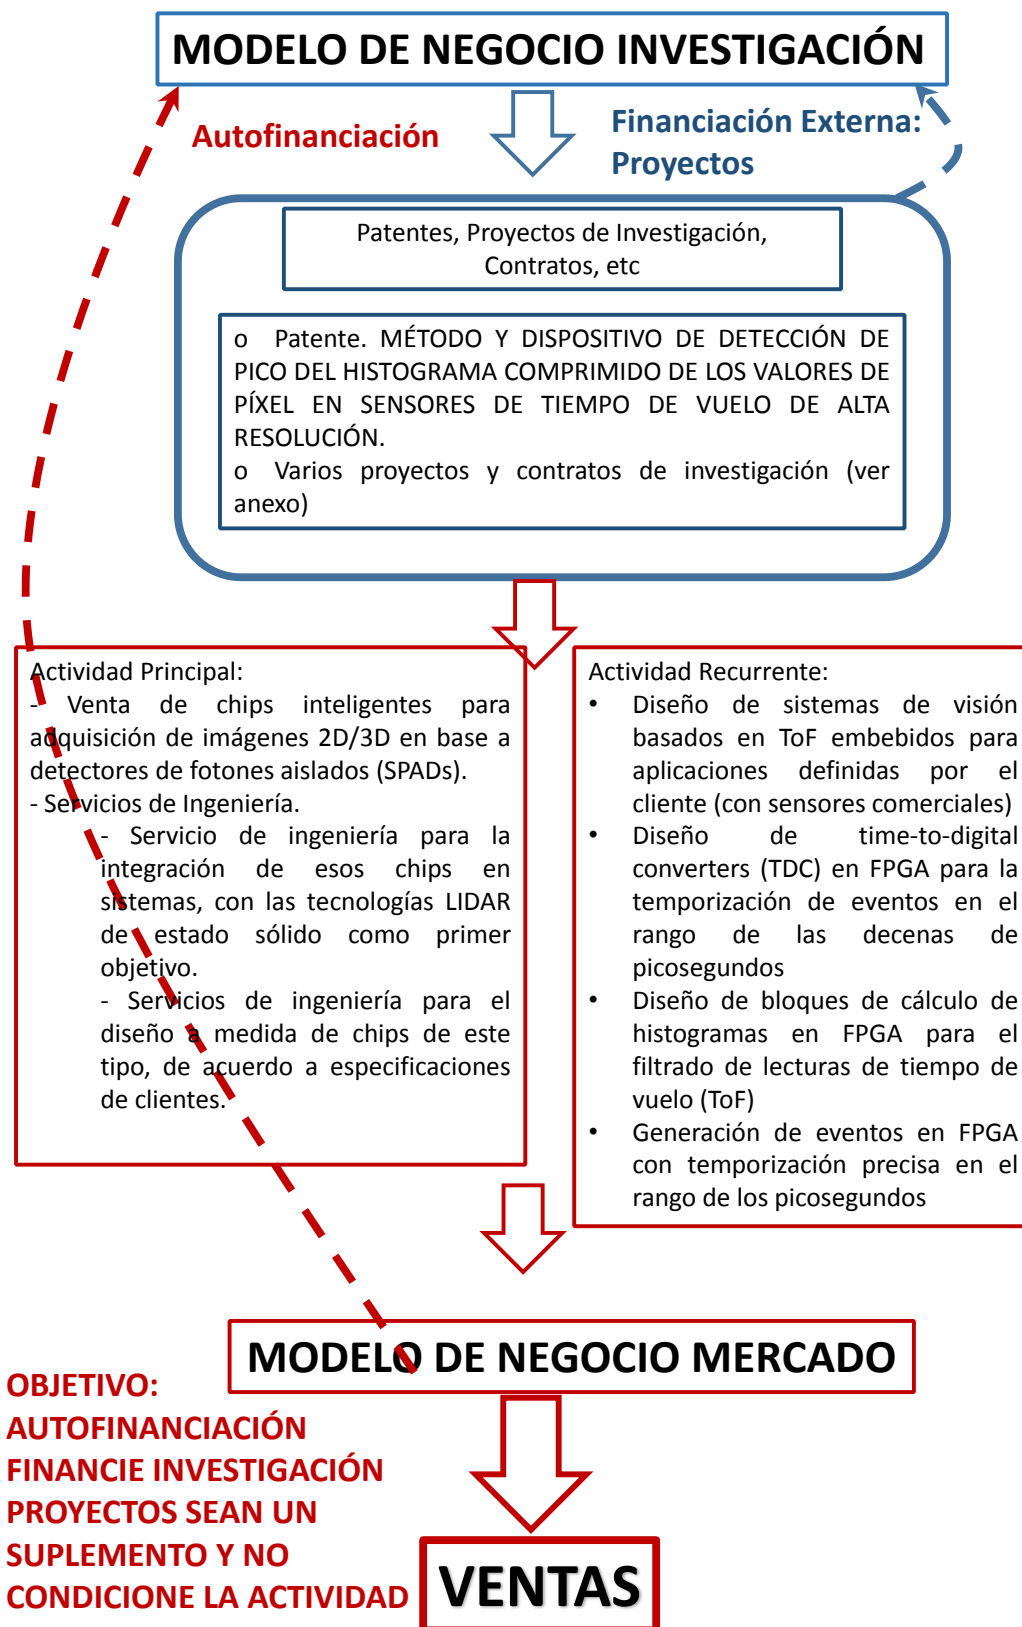 MODELO DE NEGOCIO INVESTIGACIÓN
Autofinanciación
Financiación Externa:
Proyectos
Patentes, Proyectos de Investigación,
Contratos, etc
o Patente. MÉTODO Y DISPOSITIVO DE DETECCIÓN DE
PICO DEL HISTOGRAMA COMPRIMIDO DE LOS VALORES DE
PÍXEL EN SENSORES DE TIEMPO DE VUELO DE ALTA
RESOLUCIÓN.
o Varios proyectos y contratos de investigación (ver
anexo)
Actividad Principal:
- Venta de chips inteligentes para
adquisición de imágenes 2D/3D en base a
detectores de fotones aislados (SPADs).
- Servicios de Ingeniería.
- Servicio de ingeniería para la
integración de esos chips en
sistemas, con las tecnologías LIDAR
de estado sólido como primer
objetivo.
- Servicios de ingeniería para el
diseño a medida de chips de este
tipo, de acuerdo a especificaciones
de clientes.
Actividad Recurrente:
• Diseño de sistemas de visión
basados en ToF embebidos para
aplicaciones definidas por el
cliente (con sensores comerciales)
• Diseño de time-to-digital
converters (TDC) en FPGA para la
temporización de eventos en el
rango de las decenas de
picosegundos
• Diseño de bloques de cálculo de
histogramas en FPGA para el
filtrado de lecturas de tiempo de
vuelo (ToF)
• Generación de eventos en FPGA
con temporización precisa en el
rango de los picosegundos
MODELO DE NEGOCIO MERCADO
OBJETIVO:
AUTOFINANCIACIÓN
FINANCIE INVESTIGACIÓN
PROYECTOS SEAN UN
SUPLEMENTO Y NO
CONDICIONE LA ACTIVIDAD
VENTAS